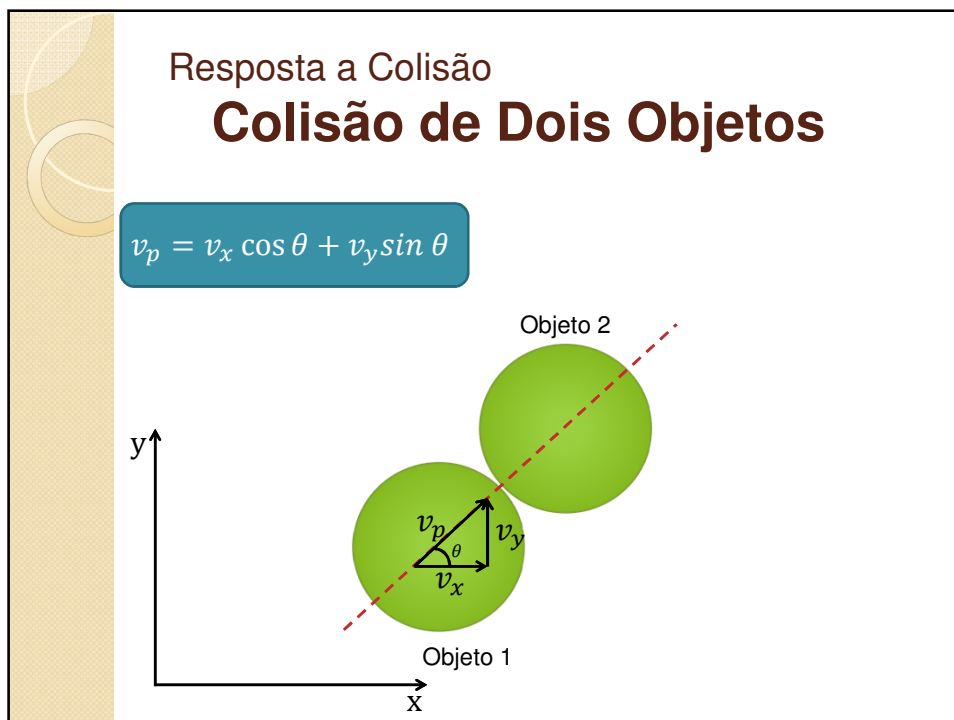 Resposta a Colisão
Colisão de Dois Objetos
v_p = v_x cos θ + v_y sin θ
Objeto 2
y
v_p
θ
v_y
v_x
Objeto 1
x